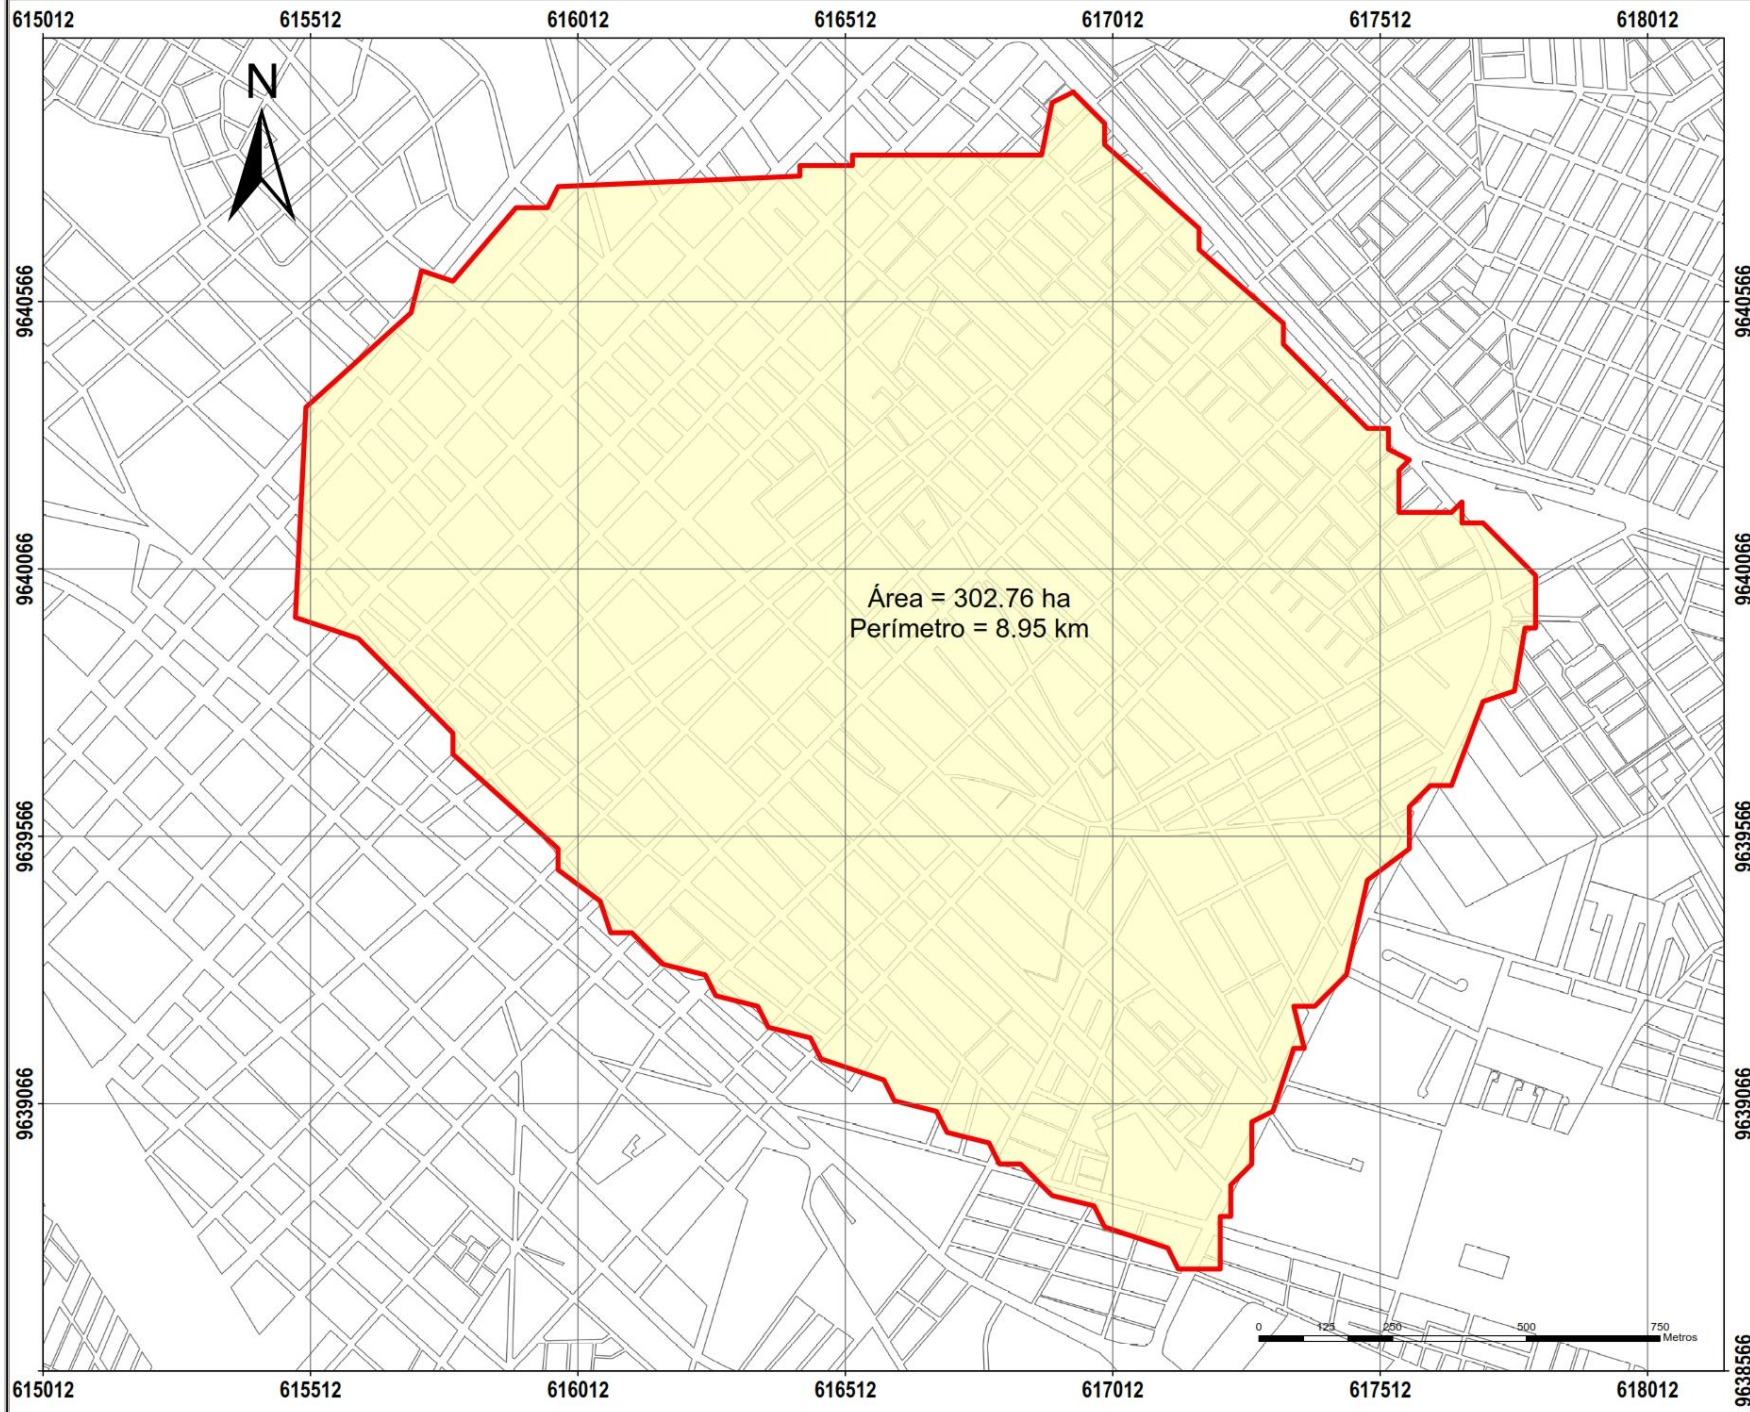 615012 615512 616012 616512 617012 617512 618012
N
9640566 9640566
9640066 9640066
Área = 302.76 ha
Perímetro = 8.95 km
9639566 9639566
9639066 9639066
0 125 250 500 750
Metros
9638566
615012 615512 616012 616512 617012 617512 618012